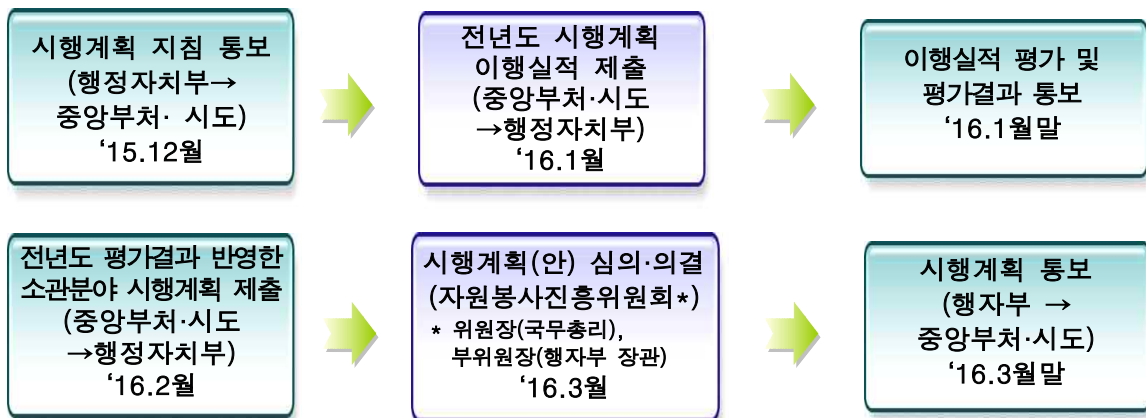 시행계획 지침 통보
(행정자치부→
중앙부처· 시도)
‘15.12월
전년도 시행계획
이행실적 제출
(중앙부처·시도
→행정자치부)
‘16.1월
이행실적 평가 및
평가결과 통보
‘16.1월말
전년도 평가결과 반영한
소관분야 시행계획 제출
(중앙부처·시도
→행정자치부)
‘16.2월
시행계획(안) 심의·의결
(자원봉사진흥위원회*)
* 위원장(국무총리),
부위원장(행자부 장관)
‘16.3월
시행계획 통보
(행자부 →
중앙부처·시도)
‘16.3월말